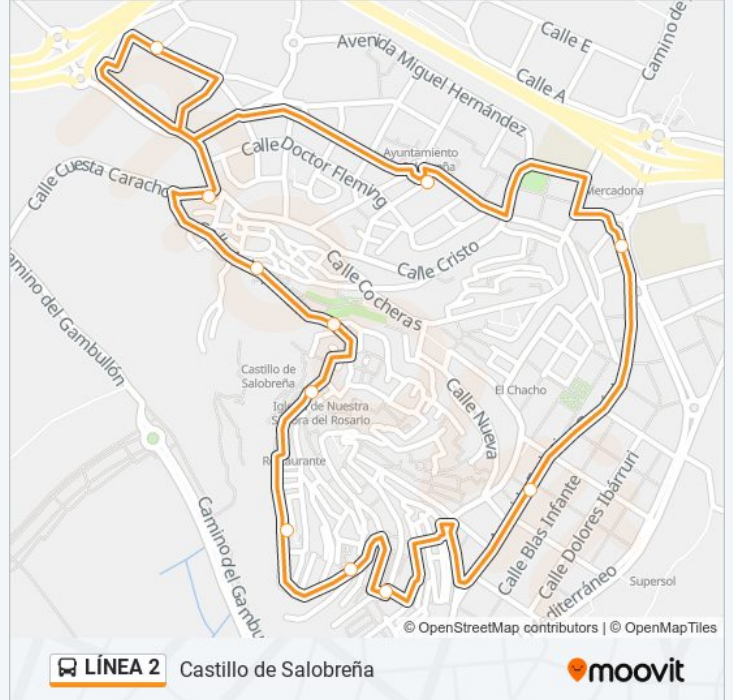 Calle E
Camino de
Avenida Miguel Hernández
Calle A
Calle Doctor Fleming
Ayuntamiento
Mercadona
Calle Cuesta Caracho
Calle Cristo
Calle Cocheras
Camino del Gambullón
Castillo de
Salobreña
El Chacho
Calle Nueva
Iglesia de Nuestra
Señora del Rosario
Restaurante
Calle Blas Infante
Calle Dolores Ibárruri
Camino del Gambu
diterráneo
Supersol
© OpenStreetMap contributors | © OpenMapTiles
LÍNEA 2
Castillo de Salobreña
moovit